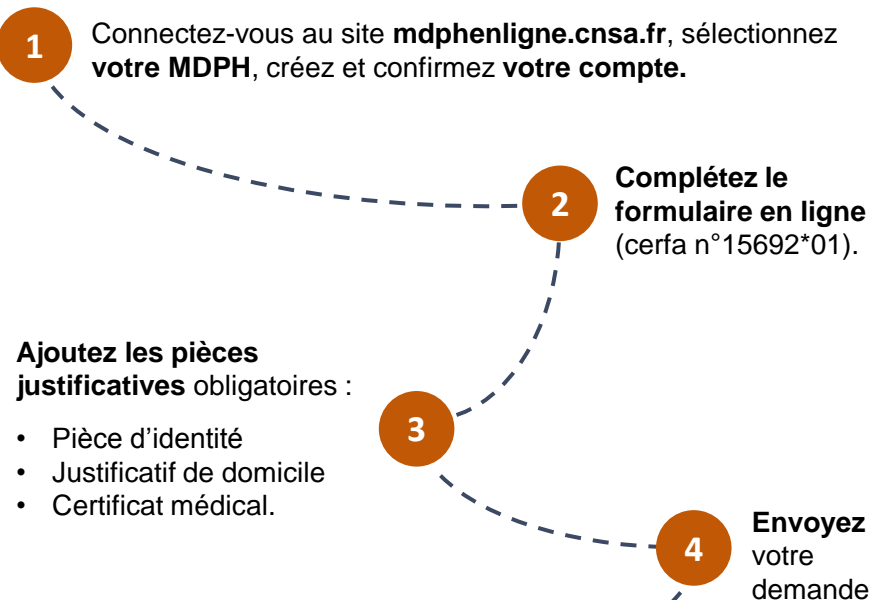 1
Connectez-vous au site mdphenligne.cnsa.fr, sélectionnez
votre MDPH, créez et confirmez votre compte.
2
Complétez le
formulaire en ligne
(cerfa n°15692*01).
3
Ajoutez les pièces
justificatives obligatoires :
• Pièce d’identité
• Justificatif de domicile
• Certificat médical.
4
Envoyez
votre
demande